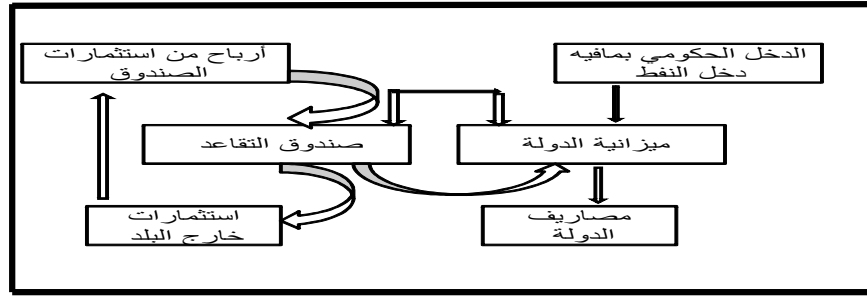 الدخل الحكومي بمافيه
دخل النفط
أرباح من استثمارات
الصندوق
ميزانية الدولة
صندوق التقاعد
مصاريف
الدولة
استثمارات
خارج البلد